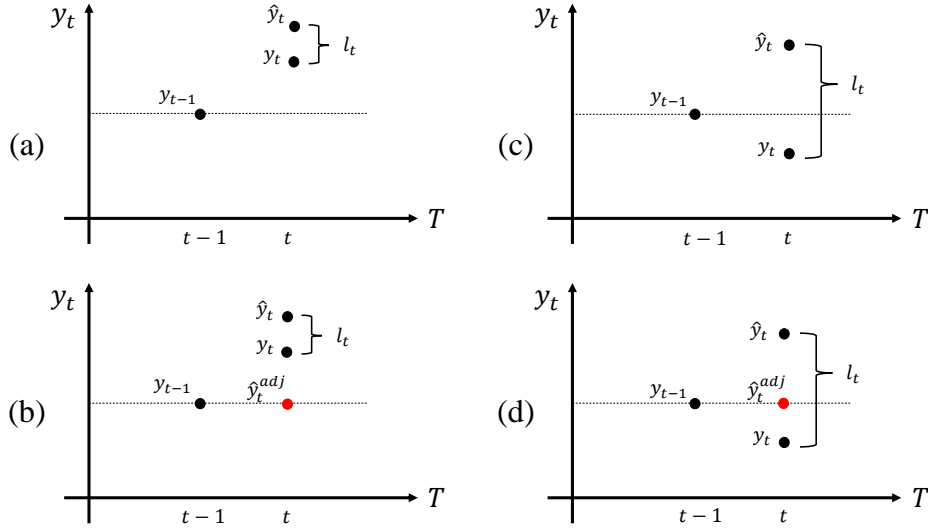 (a)
y_t
ŷ_t
y_t
l_t
y_{t−1}
t − 1
t
T
(c)
y_t
ŷ_t
y_{t−1}
l_t
y_t
t − 1
t
T
(b)
y_t
ŷ_t
y_t
l_t
y_{t−1}
ŷ_t^{adj}
t − 1
t
T
(d)
y_t
ŷ_t
y_{t−1}
ŷ_t^{adj}
l_t
y_t
t − 1
t
T